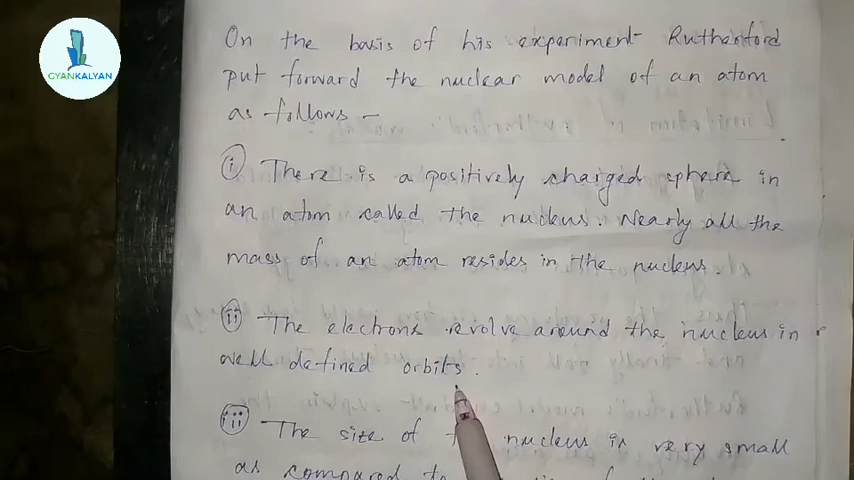 GYANKALYAN
On the basis of his experiment Rutherford
put forward the nuclear model of an atom
as follows -
(i) There is a positively charged sphere in
an atom called the nucleus. Nearly all the
mass of an atom resides in the nucleus.
(ii) The electrons revolve around the nucleus in
well defined orbits.
(iii) The size of nucleus is very small
as compared to